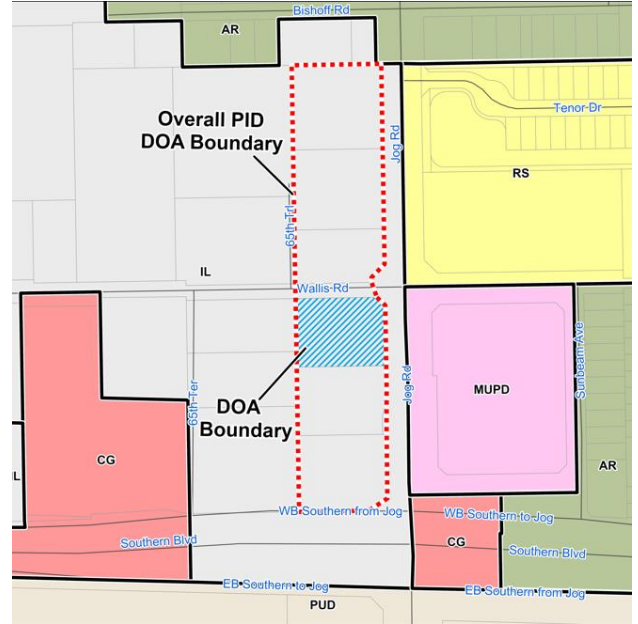 Bishoff Rd
AR
Overall PID
DOA Boundary
Jog Rd
Tenor Dr
RS
65th Trl
IL
Wallis Rd
65th Ter
Jog Rd
Sunbeam Ave
MUPD
DOA
Boundary
CG
AR
WB Southern from Jog
WB Southern to Jog
Southern Blvd
CG
Southern Blvd
EB Southern to Jog
EB Southern from Jog
PUD